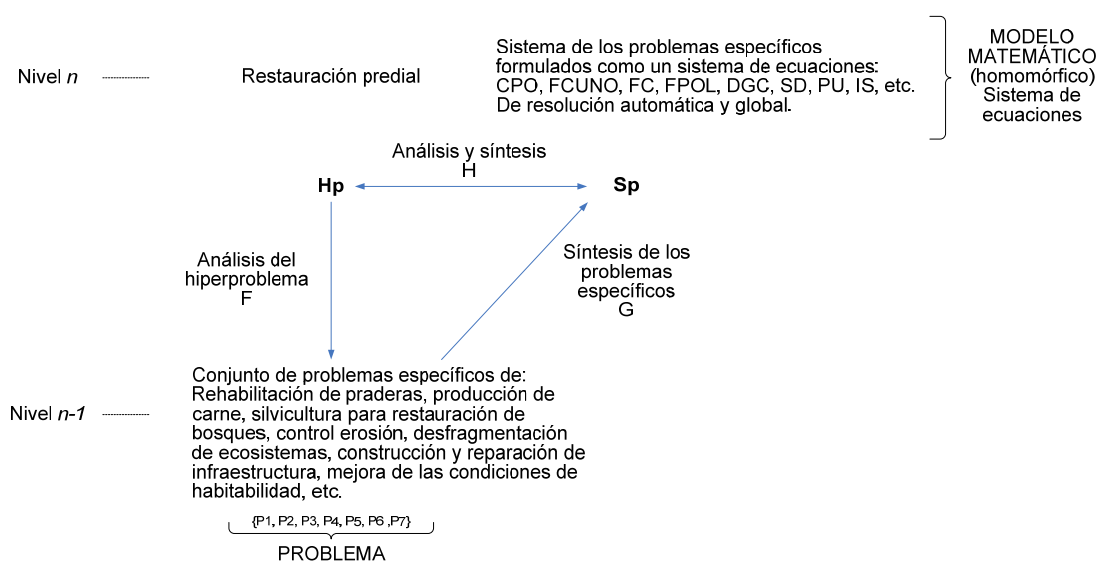 Nivel n
Restauración predial
Sistema de los problemas específicos
formulados como un sistema de ecuaciones:
CPO, FCUNO, FC, FPOL, DGC, SD, PU, IS, etc.
De resolución automática y global.
MODELO
MATEMÁTICO
(homomórfico)
Sistema de
ecuaciones
Análisis y síntesis
H
Hp
Sp
Análisis del
hiperproblema
F
Síntesis de los
problemas
específicos
G
Nivel n-1
Conjunto de problemas específicos de:
Rehabilitación de praderas, producción de
carne, silvicultura para restauración de
bosques, control erosión, desfragmentación
de ecosistemas, construcción y reparación de
infraestructura, mejora de las condiciones de
habitabilidad, etc.
{P1, P2, P3, P4, P5, P6 ,P7}
PROBLEMA